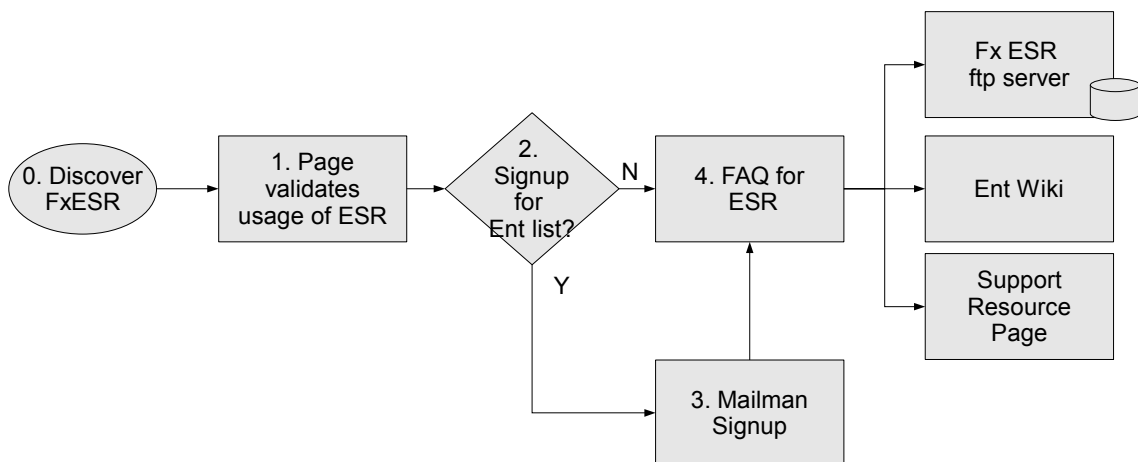 0. Discover
FxESR
1. Page
validates
usage of ESR
2.
Signup
for
Ent list?
N
Y
3. Mailman
Signup
4. FAQ for
ESR
Fx ESR
ftp server
Ent Wiki
Support
Resource
Page